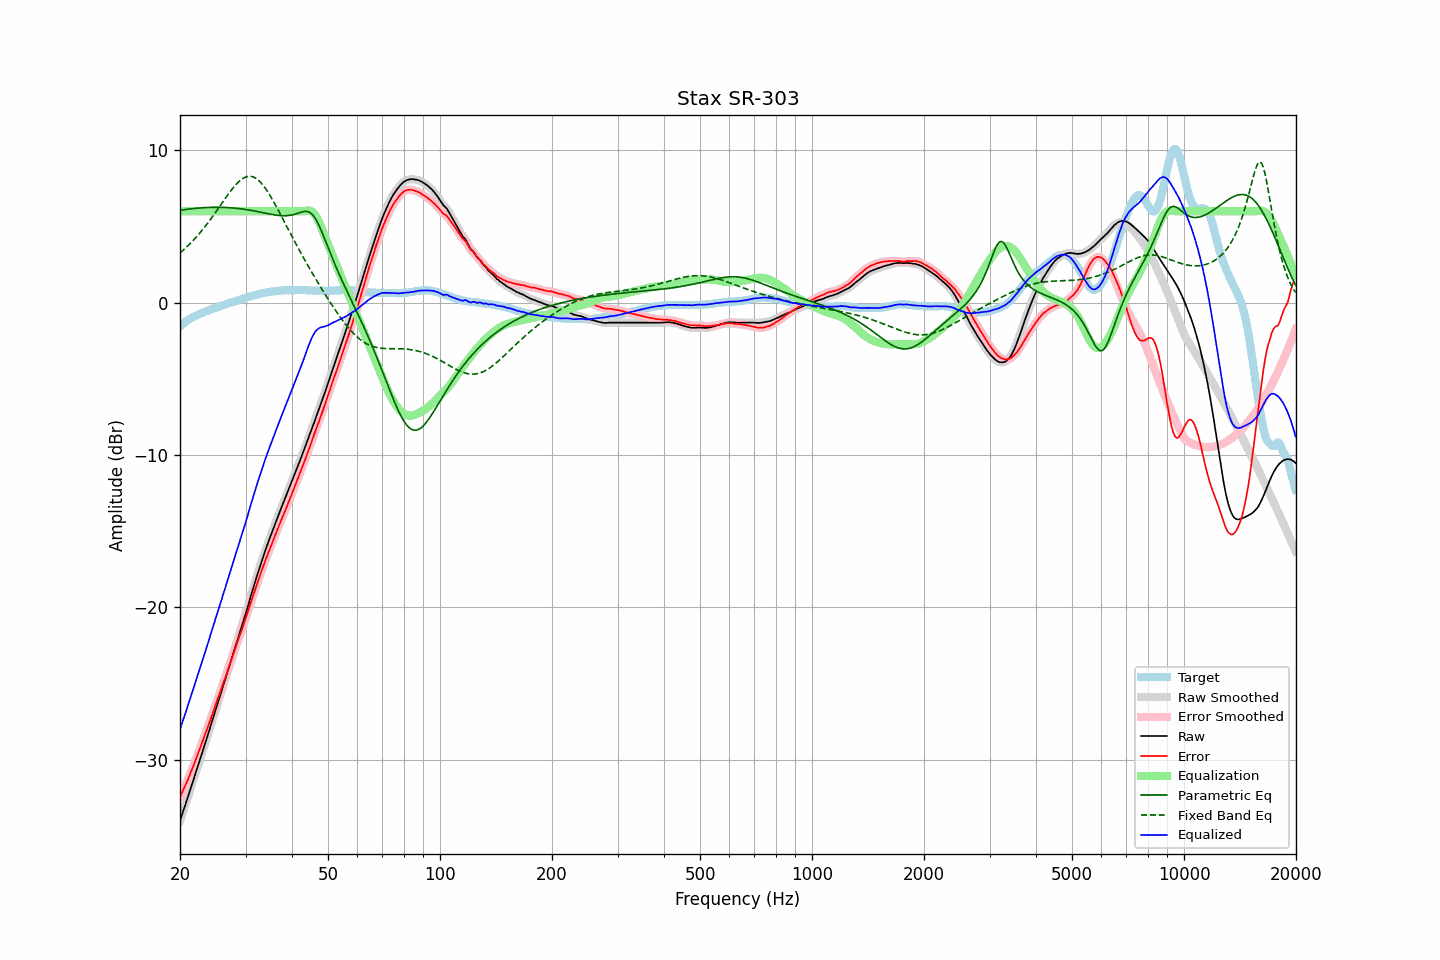 Stax SR-303
Amplitude (dBr)
10
0
−10
−20
−30
20
50
100
200
500
1000
2000
5000
10000
20000
Frequency (Hz)
Target
Raw Smoothed
Error Smoothed
Raw
Error
Equalization
Parametric Eq
Fixed Band Eq
Equalized